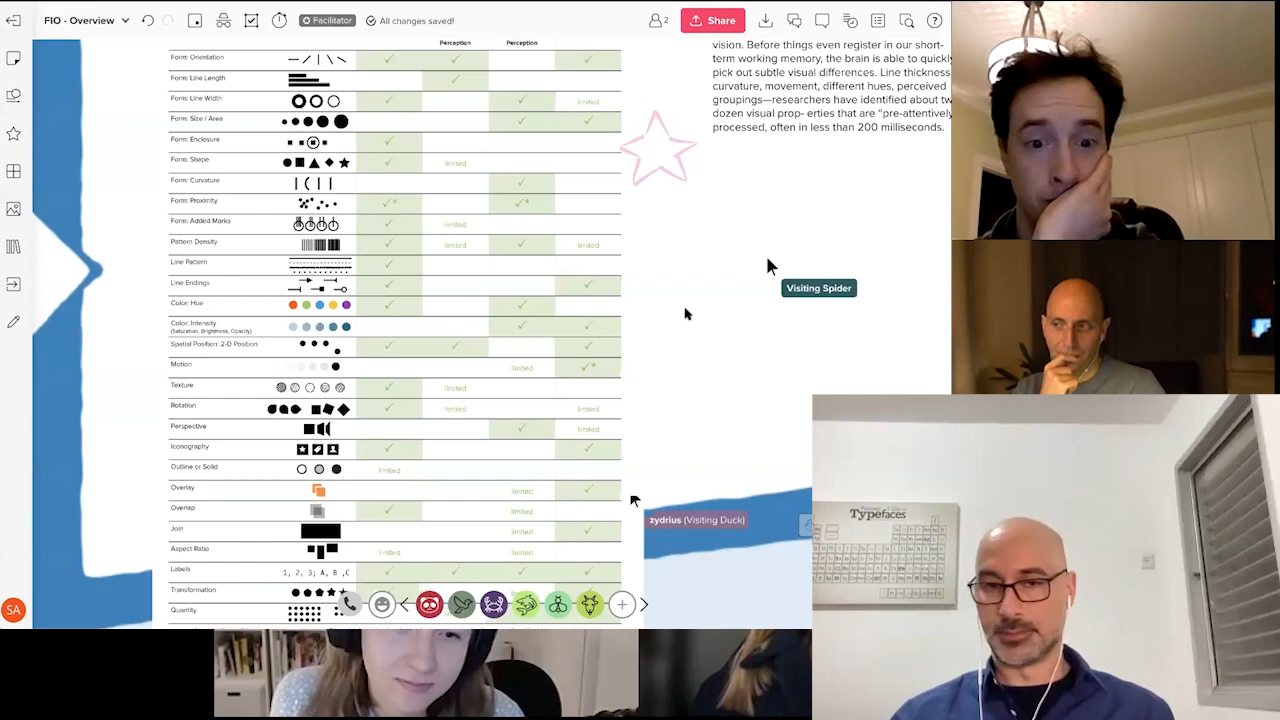 FIO - Overview
Facilitator
All changes saved!
2
Share
Perception
Perception
Form: Orientation
Form: Line Length
Form: Line Width
limited
Form: Size / Area
Form: Enclosure
Form: Shape
limited
Form: Curvature
Form: Proximity
Form: Added Marks
limited
Pattern Density
limited
limited
Line Pattern
Line Endings
Color: Hue
Color: Intensity
(Saturation, Brightness, Opacity)
Spatial Position: 2-D Position
Motion
limited
Texture
limited
Rotation
limited
limited
Perspective
limited
Iconography
Outline or Solid
limited
Overlay
limited
Overlap
limited
Join
limited
Aspect Ratio
limited
limited
Labels
1, 2, 3; A, B ,C
Transformation
Quantity
vision. Before things even register in our short-
term working memory, the brain is able to quickly
pick out subtle visual differences. Line thickness
curvature, movement, different hues, perceived
groupings—researchers have identified about tw
dozen visual prop- erties that are "pre-attentively
processed, often in less than 200 milliseconds.
Visiting Spider
zydrius (Visiting Duck)
SA
Typefaces